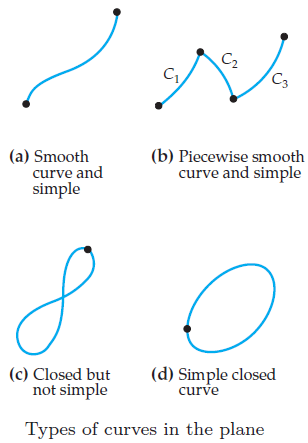 C1
C2
C3
(a) Smooth
curve and
simple
(b) Piecewise smooth
curve and simple
(c) Closed but
not simple
(d) Simple closed
curve
Types of curves in the plane